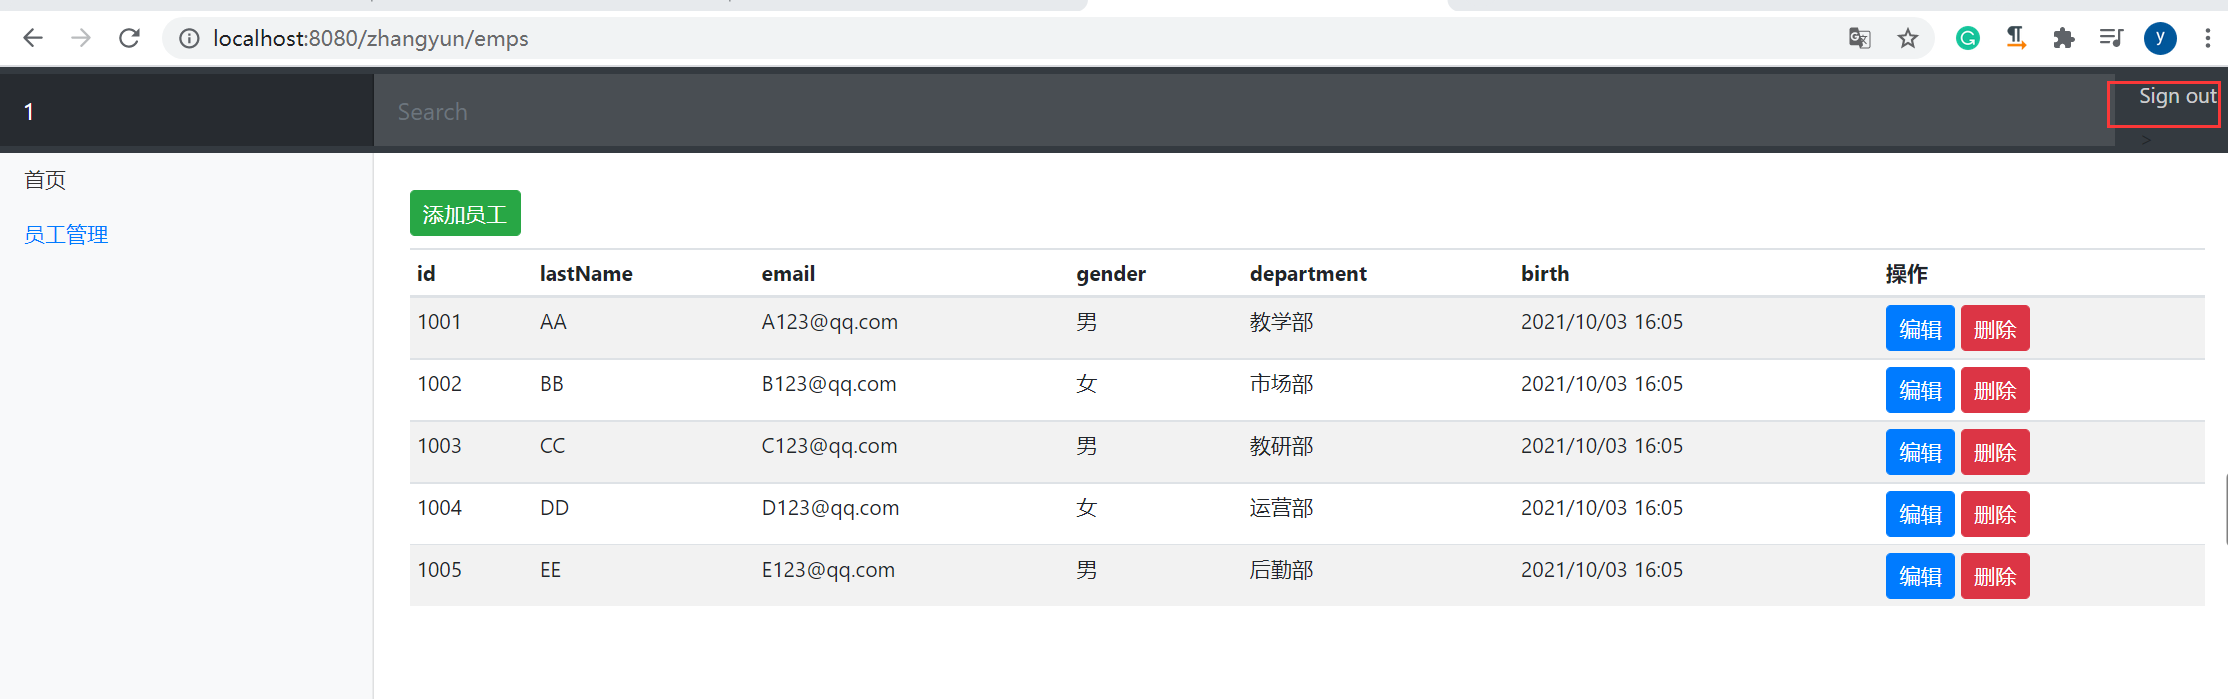 localhost:8080/zhangyun/emps
y
1 Search Sign out
>
首页
员工管理
添加员工
id lastName email gender department birth 操作
1001 AA A123@qq.com 男 教学部 2021/10/03 16:05 编辑 删除
1002 BB B123@qq.com 女 市场部 2021/10/03 16:05 编辑 删除
1003 CC C123@qq.com 男 教研部 2021/10/03 16:05 编辑 删除
1004 DD D123@qq.com 女 运营部 2021/10/03 16:05 编辑 删除
1005 EE E123@qq.com 男 后勤部 2021/10/03 16:05 编辑 删除